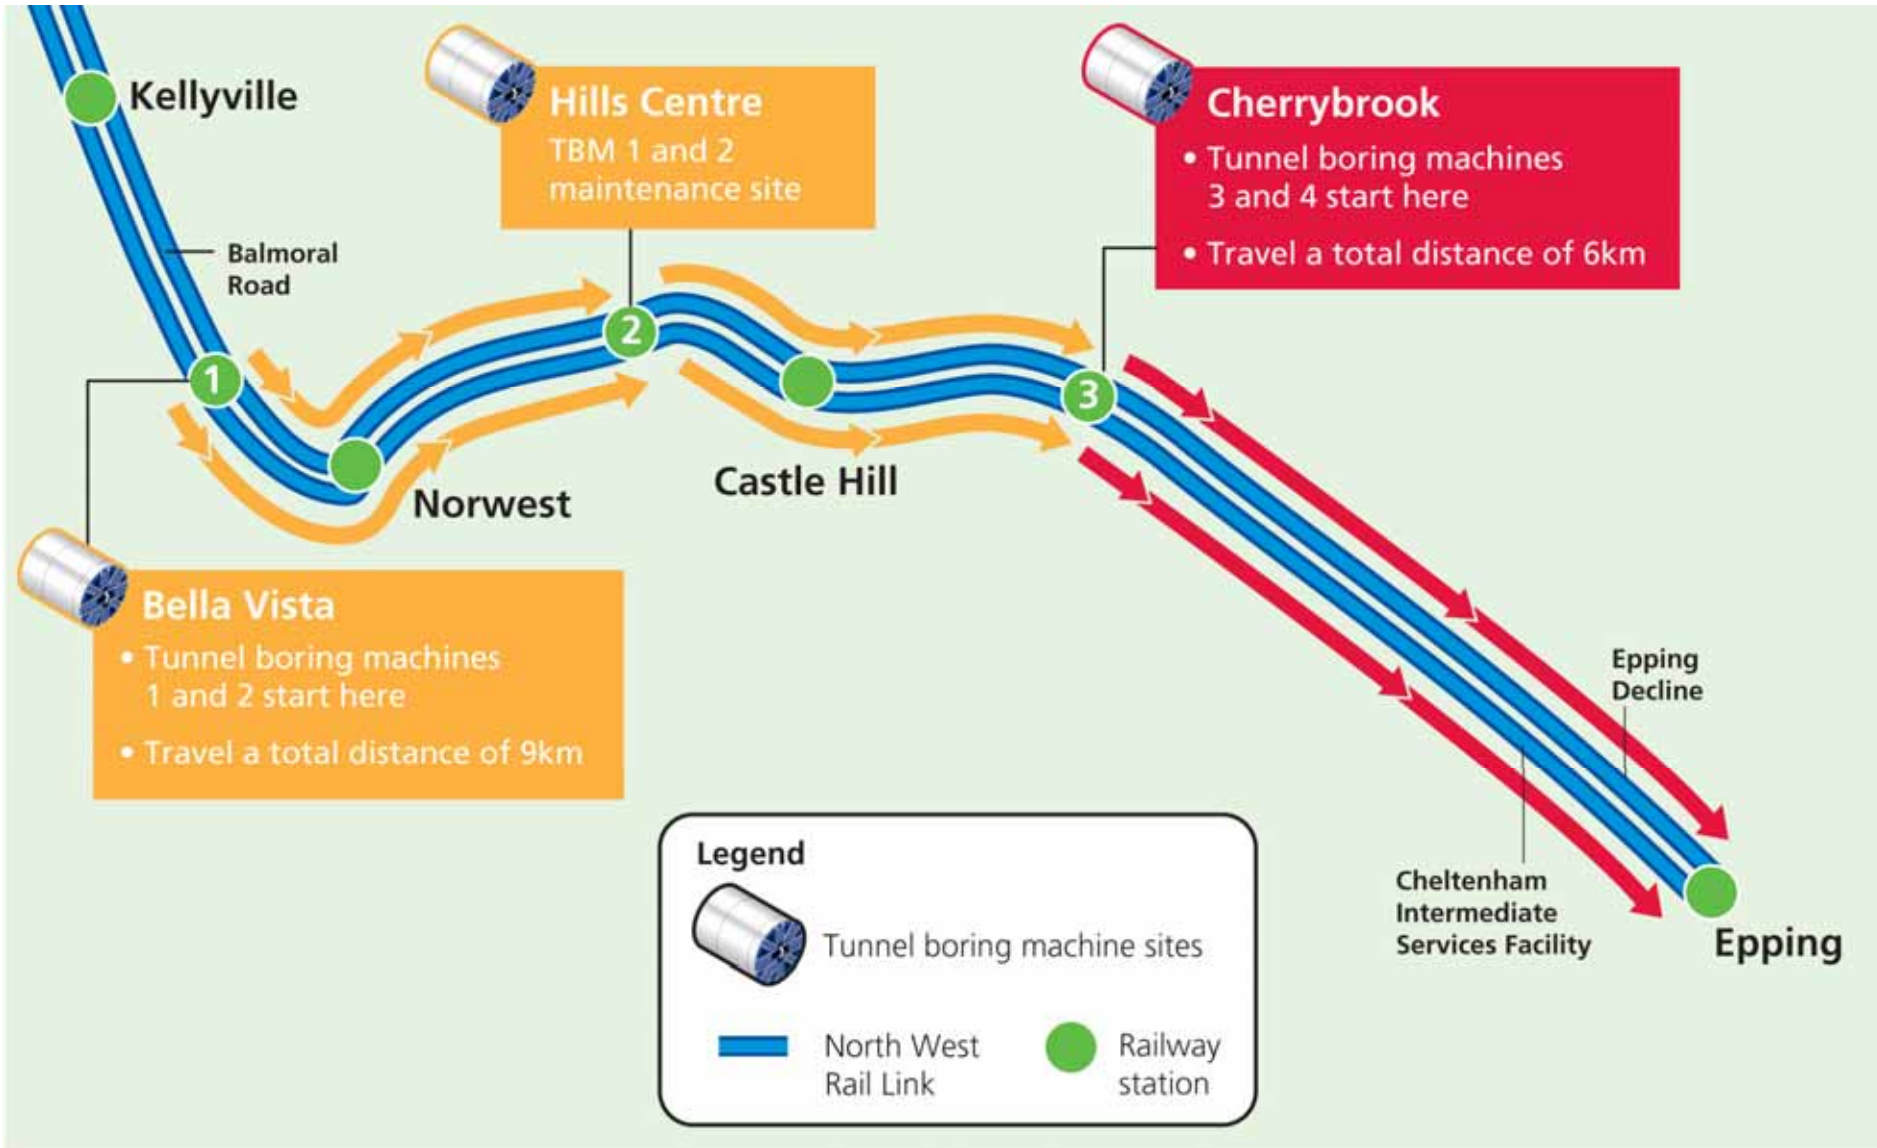 Kellyville
Hills Centre
TBM 1 and 2
maintenance site
Cherrybrook
• Tunnel boring machines
3 and 4 start here
• Travel a total distance of 6km
Balmoral
Road
1
2
3
Norwest
Castle Hill
Bella Vista
• Tunnel boring machines
1 and 2 start here
• Travel a total distance of 9km
Epping
Decline
Cheltenham
Intermediate
Services Facility
Epping
Legend
Tunnel boring machine sites
North West
Rail Link
Railway
station